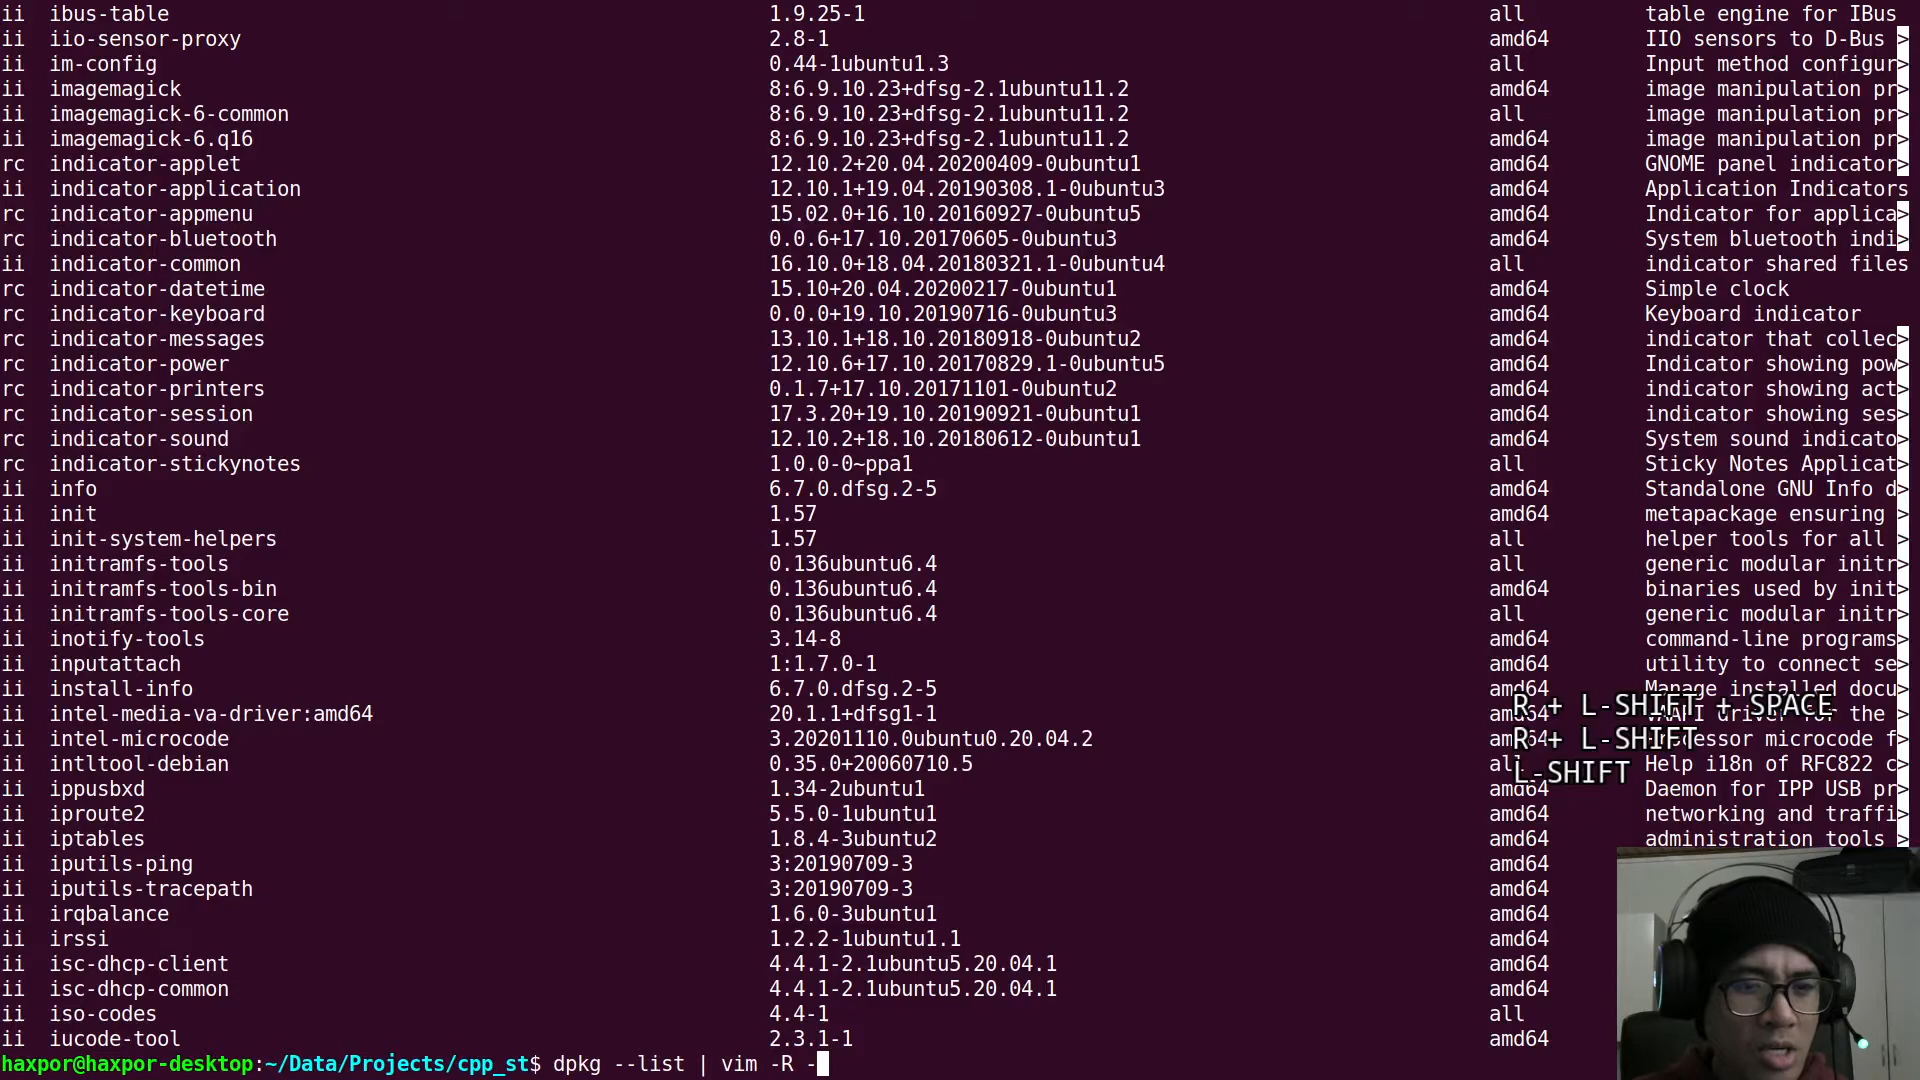 ii  ibus-table  1.9.25-1  all  table engine for IBus
ii  iio-sensor-proxy  2.8-1  amd64  IIO sensors to D-Bus >
ii  im-config  0.44-1ubuntu1.3  all  Input method configur>
ii  imagemagick  8:6.9.10.23+dfsg-2.1ubuntu11.2  amd64  image manipulation pr>
ii  imagemagick-6-common  8:6.9.10.23+dfsg-2.1ubuntu11.2  all  image manipulation pr>
ii  imagemagick-6.q16  8:6.9.10.23+dfsg-2.1ubuntu11.2  amd64  image manipulation pr>
rc  indicator-applet  12.10.2+20.04.20200409-0ubuntu1  amd64  GNOME panel indicator>
ii  indicator-application  12.10.1+19.04.20190308.1-0ubuntu3  amd64  Application Indicators
rc  indicator-appmenu  15.02.0+16.10.20160927-0ubuntu5  amd64  Indicator for applica>
rc  indicator-bluetooth  0.0.6+17.10.20170605-0ubuntu3  amd64  System bluetooth indi>
ii  indicator-common  16.10.0+18.04.20180321.1-0ubuntu4  all  indicator shared files
rc  indicator-datetime  15.10+20.04.20200217-0ubuntu1  amd64  Simple clock
rc  indicator-keyboard  0.0.0+19.10.20190716-0ubuntu3  amd64  Keyboard indicator
rc  indicator-messages  13.10.1+18.10.20180918-0ubuntu2  amd64  indicator that collec>
rc  indicator-power  12.10.6+17.10.20170829.1-0ubuntu5  amd64  Indicator showing pow>
rc  indicator-printers  0.1.7+17.10.20171101-0ubuntu2  amd64  indicator showing act>
rc  indicator-session  17.3.20+19.10.20190921-0ubuntu1  amd64  indicator showing ses>
rc  indicator-sound  12.10.2+18.10.20180612-0ubuntu1  amd64  System sound indicato>
rc  indicator-stickynotes  1.0.0-0~ppa1  all  Sticky Notes Applicat>
ii  info  6.7.0.dfsg.2-5  amd64  Standalone GNU Info d>
ii  init  1.57  amd64  metapackage ensuring >
ii  init-system-helpers  1.57  all  helper tools for all >
ii  initramfs-tools  0.136ubuntu6.4  all  generic modular initr>
ii  initramfs-tools-bin  0.136ubuntu6.4  amd64  binaries used by init>
ii  initramfs-tools-core  0.136ubuntu6.4  all  generic modular initr>
ii  inotify-tools  3.14-8  amd64  command-line programs>
ii  inputattach  1:1.7.0-1  amd64  utility to connect se>
ii  install-info  6.7.0.dfsg.2-5  amd64  Manage installed docu>
R + L-SHIFT + SPACE
ii  intel-media-va-driver:amd64  20.1.1+dfsg1-1  amd64  VAAPI driver for the >
R + L-SHIFT
ii  intel-microcode  3.20201110.0ubuntu0.20.04.2  amd64  microcode f>
L-SHIFT
ii  intltool-debian  0.35.0+20060710.5  all  Help i18n of RFC822 c>
ii  ippusbxd  1.34-2ubuntu1  amd64  Daemon for IPP USB pr>
ii  iproute2  5.5.0-1ubuntu1  amd64  networking and traffi>
ii  iptables  1.8.4-3ubuntu2  amd64  administration tools >
ii  iputils-ping  3:20190709-3  amd64
ii  iputils-tracepath  3:20190709-3  amd64
ii  irqbalance  1.6.0-3ubuntu1  amd64
ii  irssi  1.2.2-1ubuntu1.1  amd64
ii  isc-dhcp-client  4.4.1-2.1ubuntu5.20.04.1  amd64
ii  isc-dhcp-common  4.4.1-2.1ubuntu5.20.04.1  amd64
ii  iso-codes  4.4-1  all
ii  iucode-tool  2.3.1-1  amd64
haxpor@haxpor-desktop:~/Data/Projects/cpp_st$ dpkg --list | vim -R -